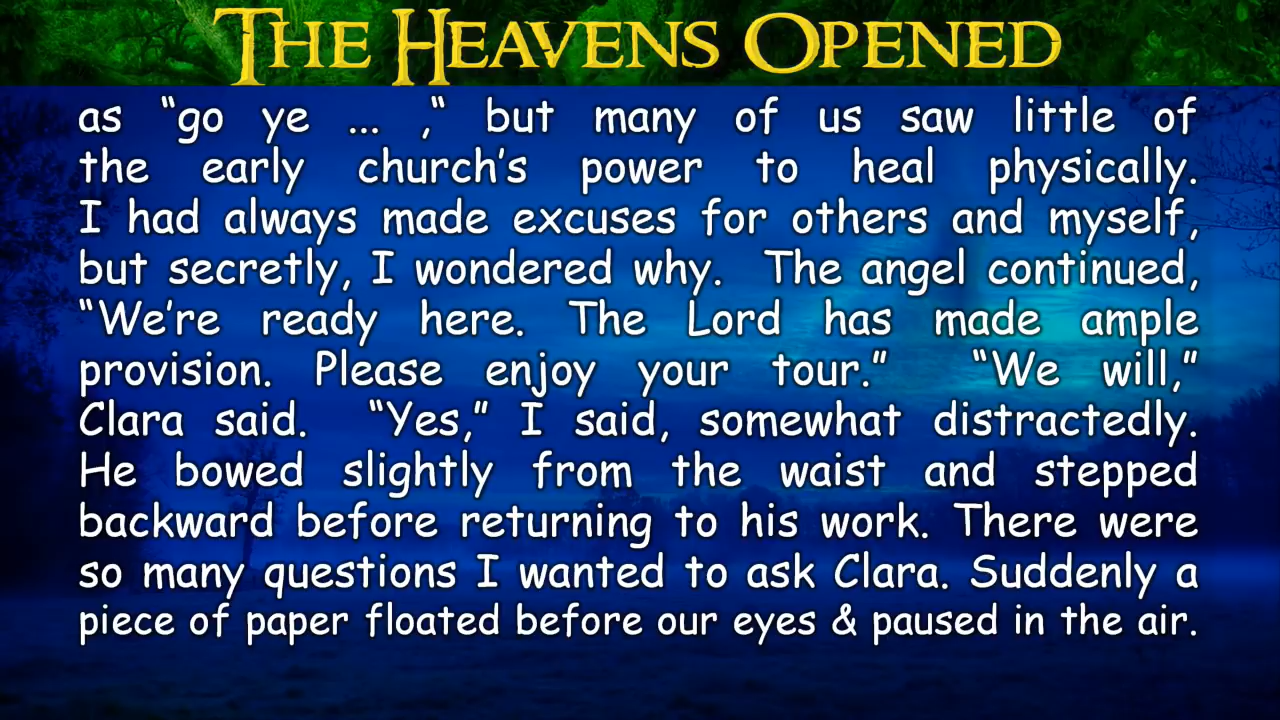 THE HEAVENS OPENED
as “go ye ... ,“ but many of us saw little of
the early church’s power to heal physically.
I had always made excuses for others and myself,
but secretly, I wondered why. The angel continued,
“We’re ready here. The Lord has made ample
provision. Please enjoy your tour.” “We will,”
Clara said. “Yes,” I said, somewhat distractedly.
He bowed slightly from the waist and stepped
backward before returning to his work. There were
so many questions I wanted to ask Clara. Suddenly a
piece of paper floated before our eyes & paused in the air.